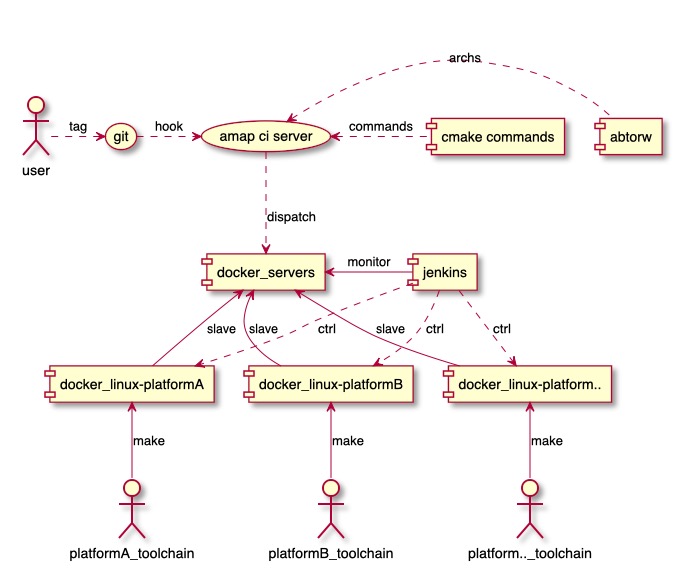 archs
tag
hook
commands
user
git
amap ci server
cmake commands
abtorw
dispatch
monitor
docker_servers
jenkins
slave
slave
ctrl
slave
ctrl
ctrl
docker_linux-platformA
docker_linux-platformB
docker_linux-platform..
make
make
make
platformA_toolchain
platformB_toolchain
platform.._toolchain